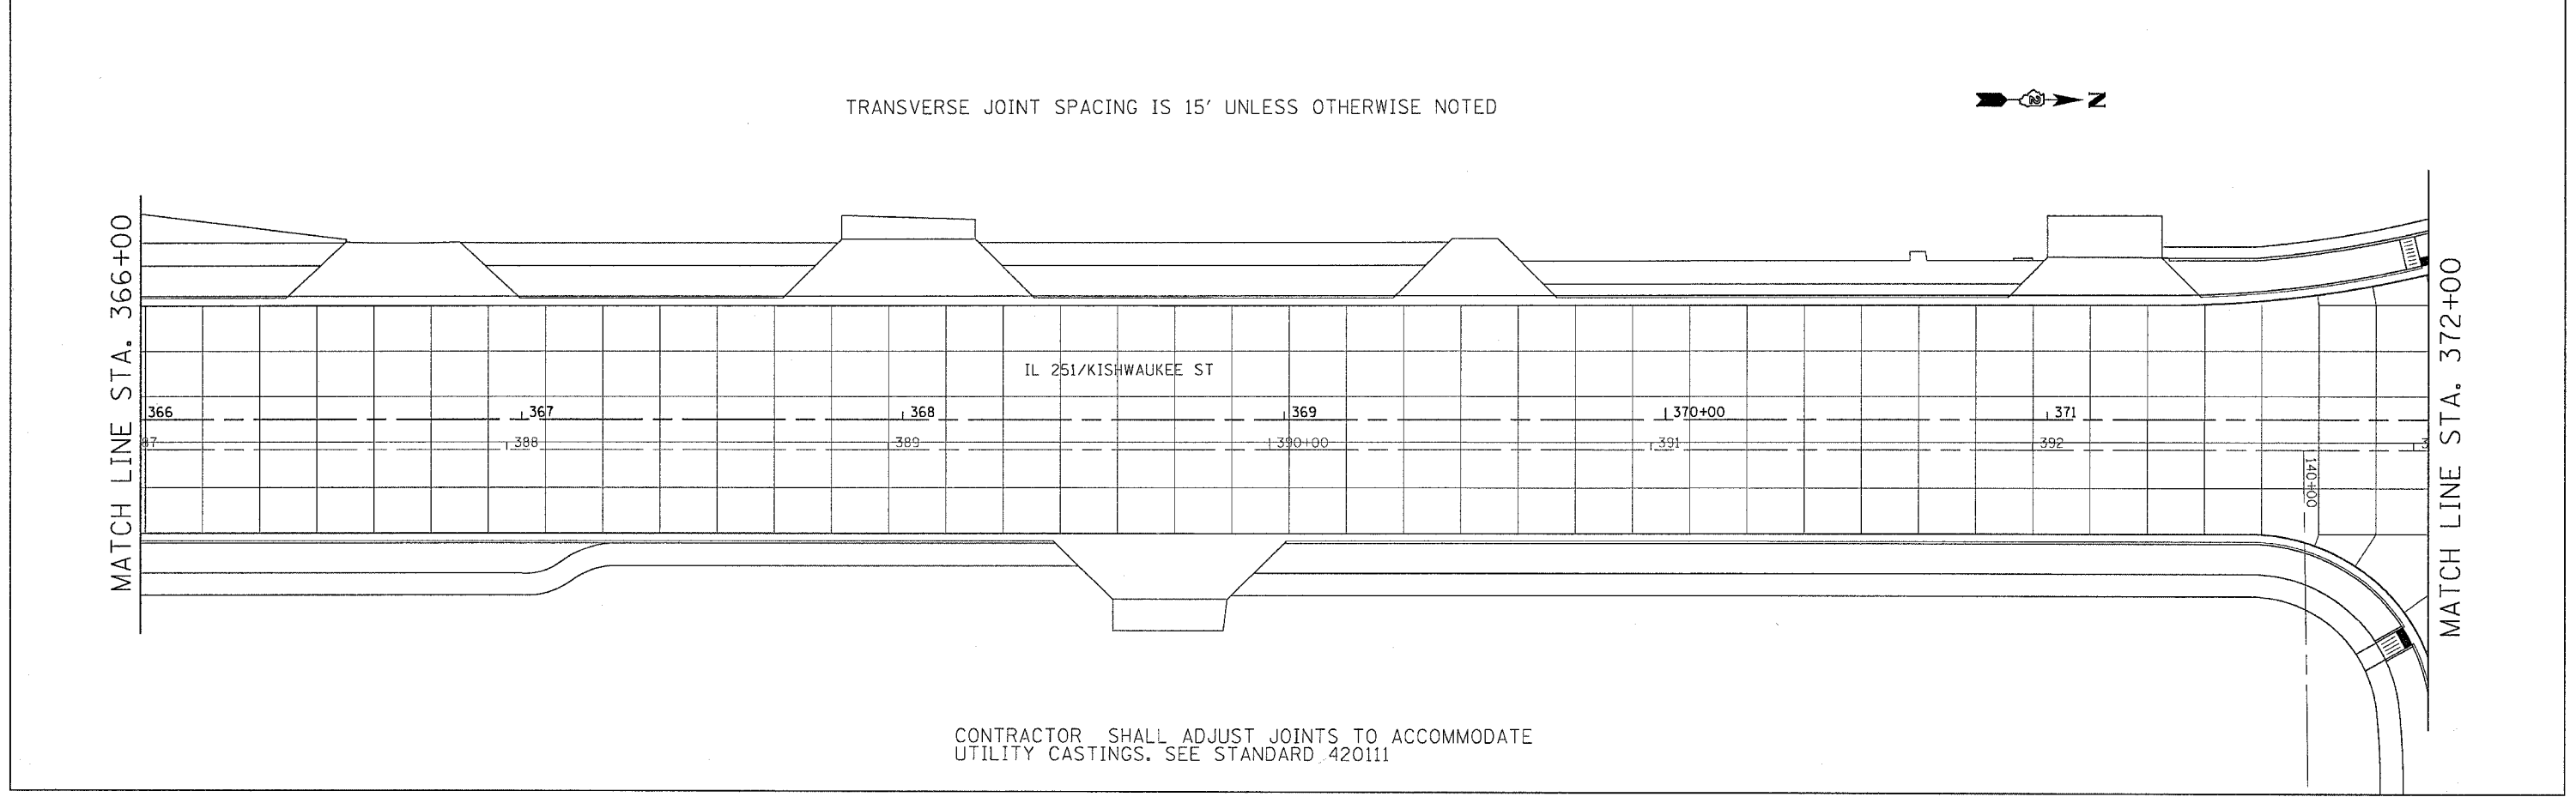 TRANSVERSE JOINT SPACING IS 15' UNLESS OTHERWISE NOTED
N
MATCH LINE STA. 366+00
IL 251/KISHWAUKEE ST
366 367 368 369 370+00 371
87 388 389 390+00 391 392 3
140+00
MATCH LINE STA. 372+00
CONTRACTOR SHALL ADJUST JOINTS TO ACCOMMODATE
UTILITY CASTINGS. SEE STANDARD 420111